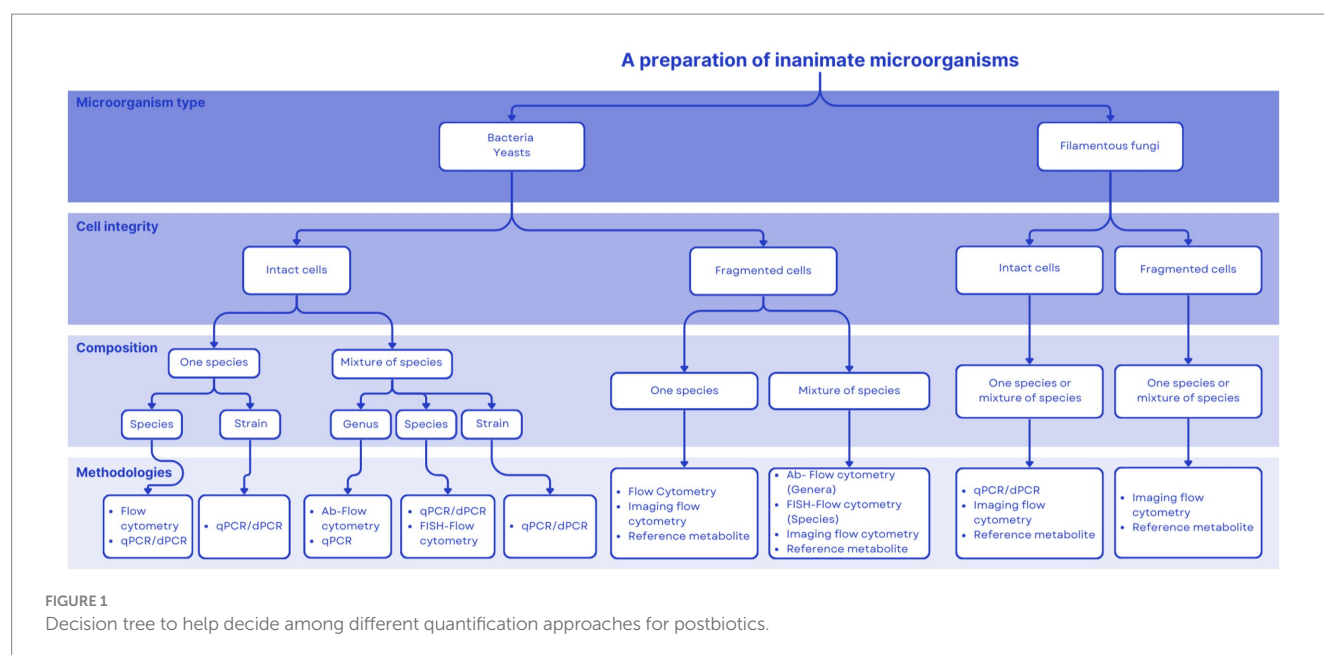 A preparation of inanimate microorganisms
Microorganism type
Bacteria
Yeasts
Filamentous fungi
Cell integrity
Intact cells
Fragmented cells
Intact cells
Fragmented cells
Composition
One species
Mixture of species
One species
Mixture of species
One species or
mixture of species
One species or
mixture of species
Species
Strain
Genus
Species
Strain
Methodologies
• Flow
cytometry
• qPCR/dPCR
• qPCR/dPCR
• Ab-Flow
cytometry
• qPCR
• qPCR/dPCR
• FISH-Flow
cytometry
• qPCR/dPCR
• Flow Cytometry
• Imaging flow
cytometry
• Reference metabolite
• Ab- Flow cytometry
(Genera)
• FISH-Flow cytometry
(Species)
• Imaging flow cytometry
• Reference metabolite
• qPCR/dPCR
• Imaging flow
cytometry
• Reference metabolite
• Imaging flow
cytometry
• Reference metabolite
FIGURE 1
Decision tree to help decide among different quantification approaches for postbiotics.